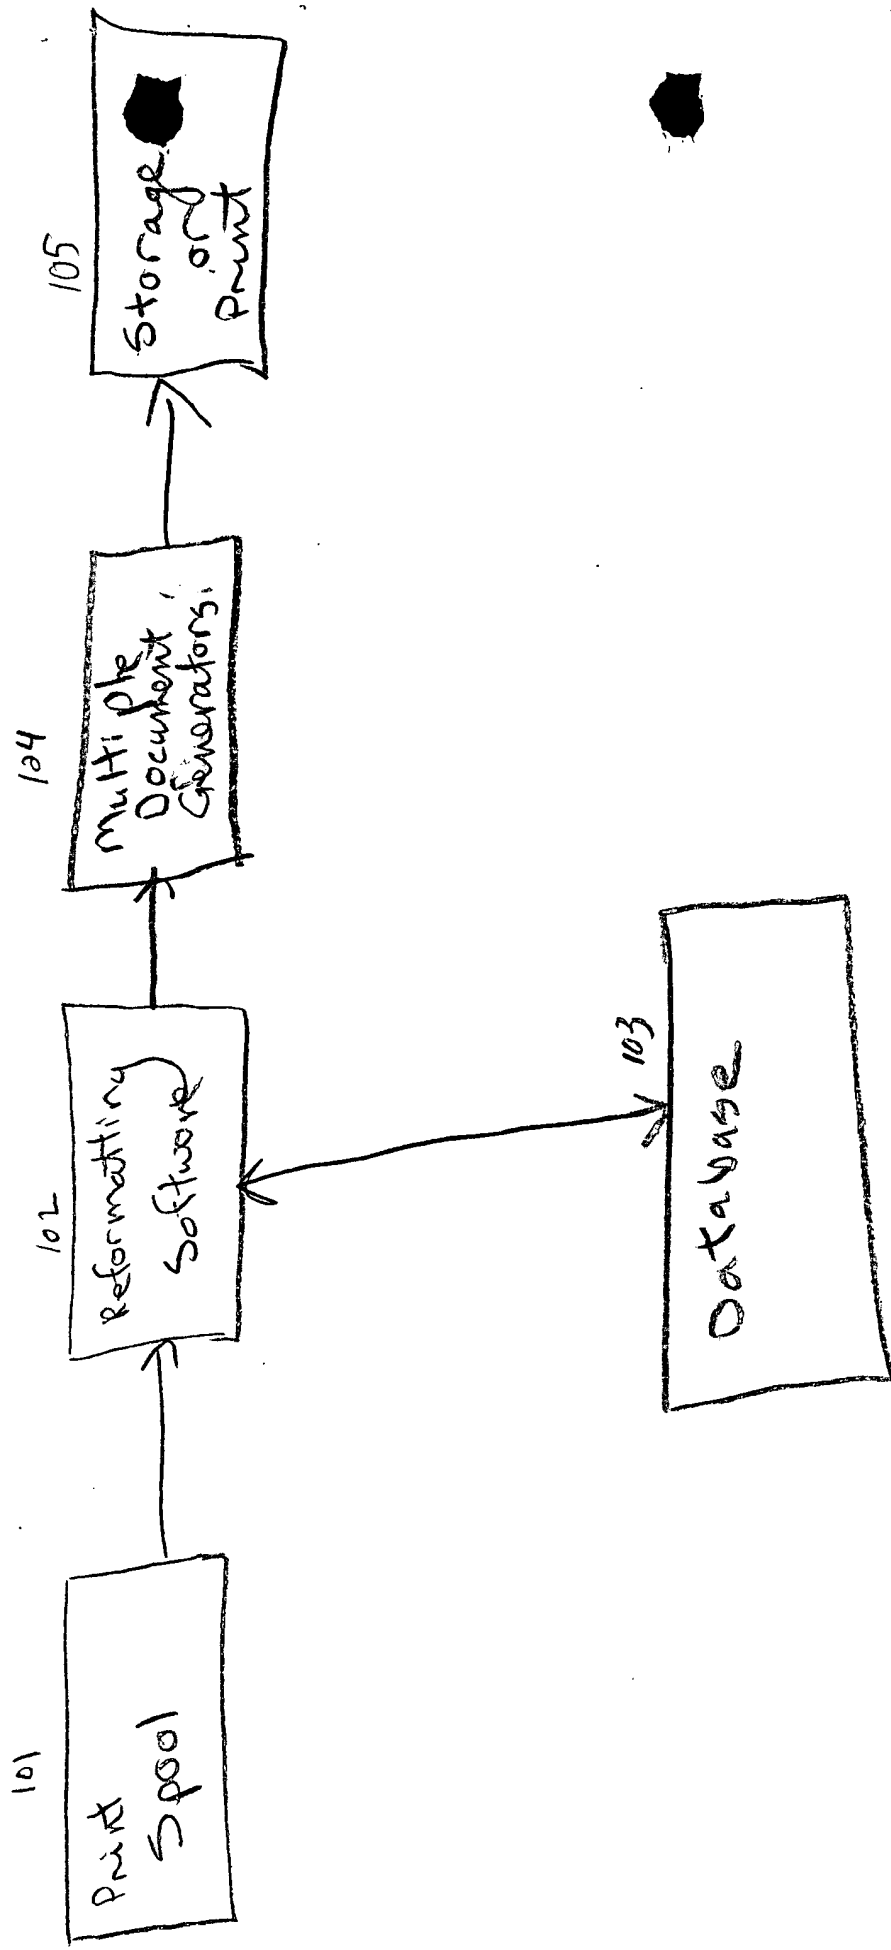 101
Print
Spool
102
Reformatting
Software
103
Database
104
Multiple
Document
Generators.
105
Storage
or
print